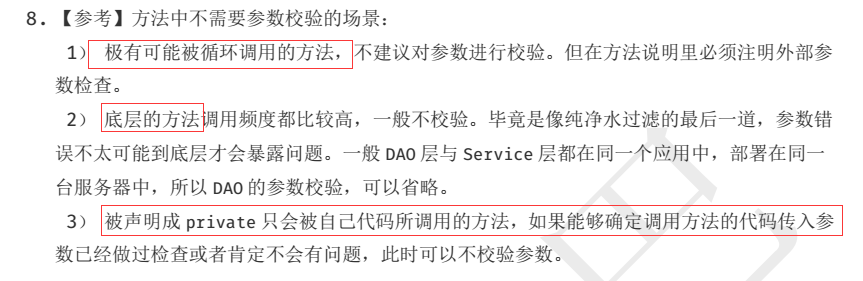 8.【参考】方法中不需要参数校验的场景：
1） 极有可能被循环调用的方法，不建议对参数进行校验。但在方法说明里必须注明外部参
数检查。
2） 底层的方法调用频度都比较高，一般不校验。毕竟是像纯净水过滤的最后一道，参数错
误不太可能到底层才会暴露问题。一般 DAO 层与 Service 层都在同一个应用中，部署在同一
台服务器中，所以 DAO 的参数校验，可以省略。
3） 被声明成 private 只会被自己代码所调用的方法，如果能够确定调用方法的代码传入参
数已经做过检查或者肯定不会有问题，此时可以不校验参数。